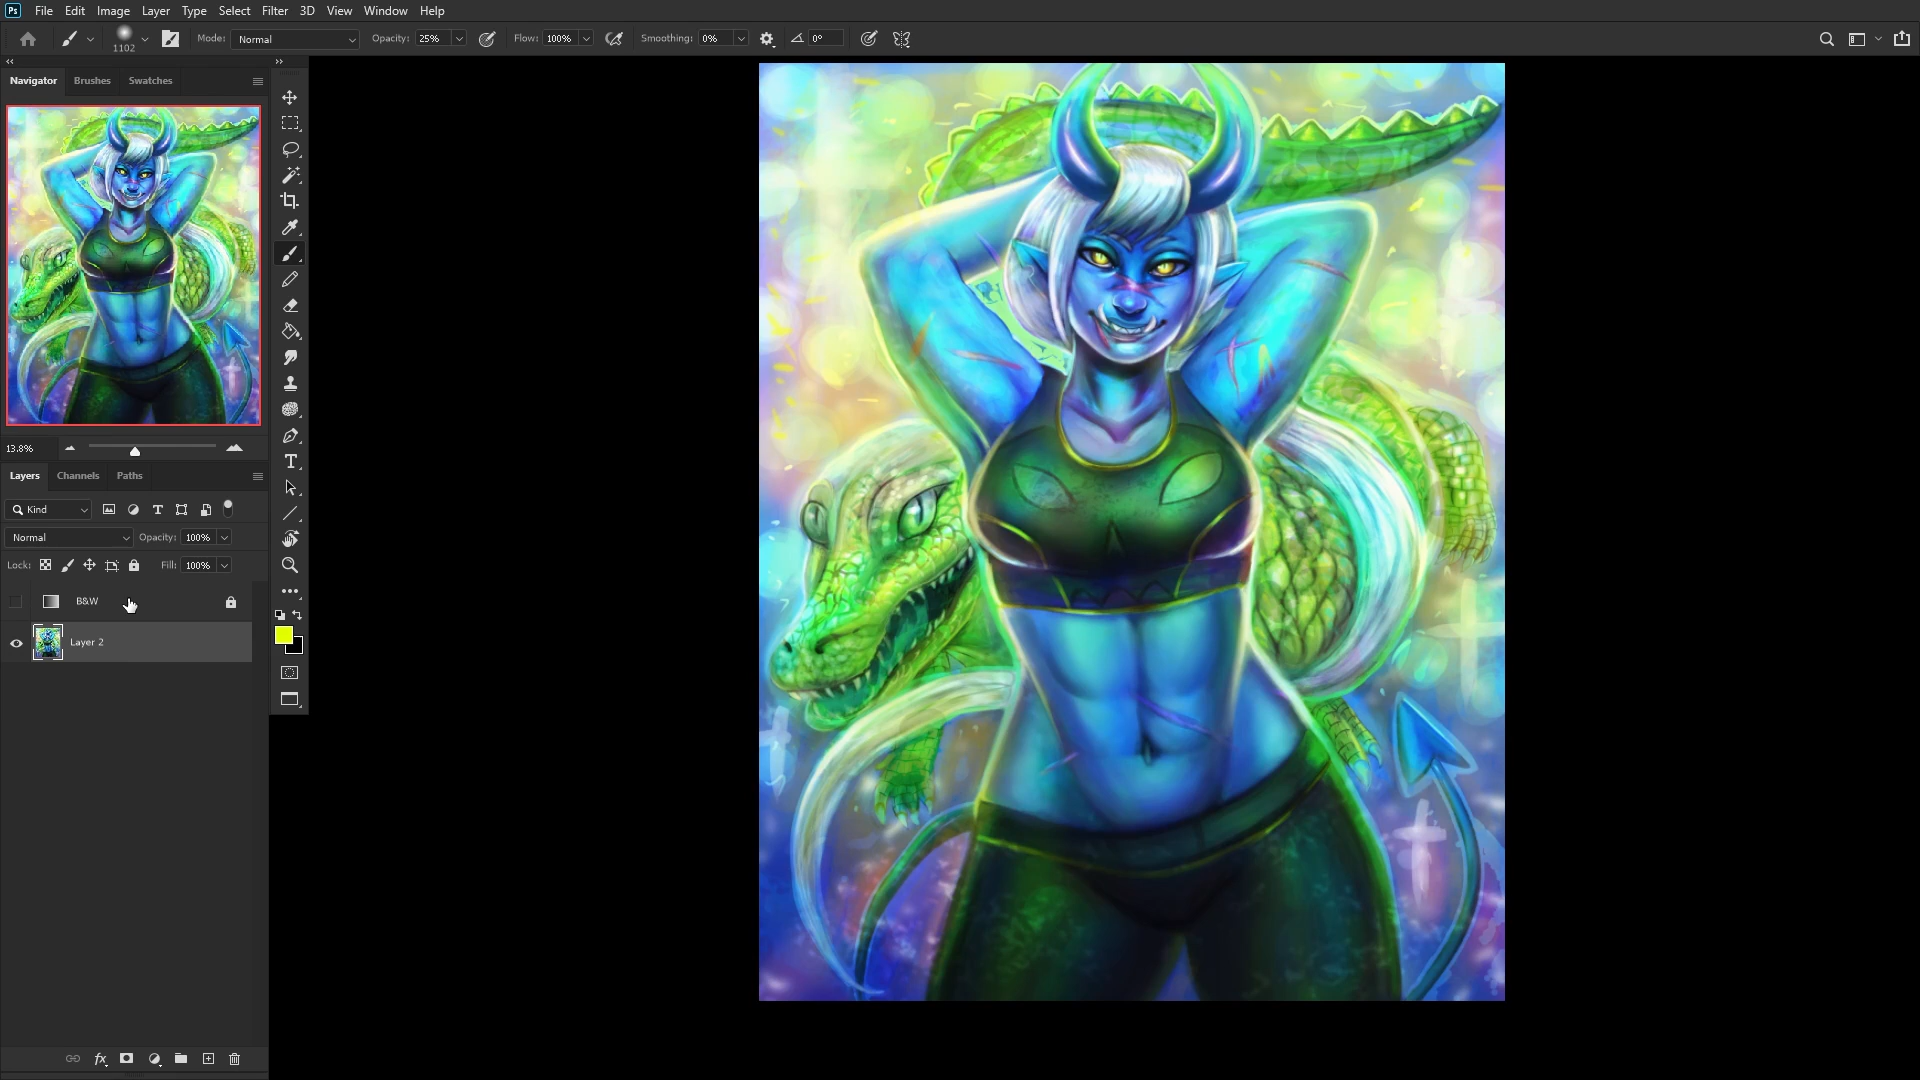 Ps File Edit Image Layer Type Select Filter 3D View Window Help
1102 Mode: Normal Opacity: 25% Flow: 100% Smoothing: 0% 0°
Navigator Brushes Swatches
13.8%
Layers Channels Paths
Kind
Normal Opacity: 100%
Lock: Fill: 100%
B&W
Layer 2
fx